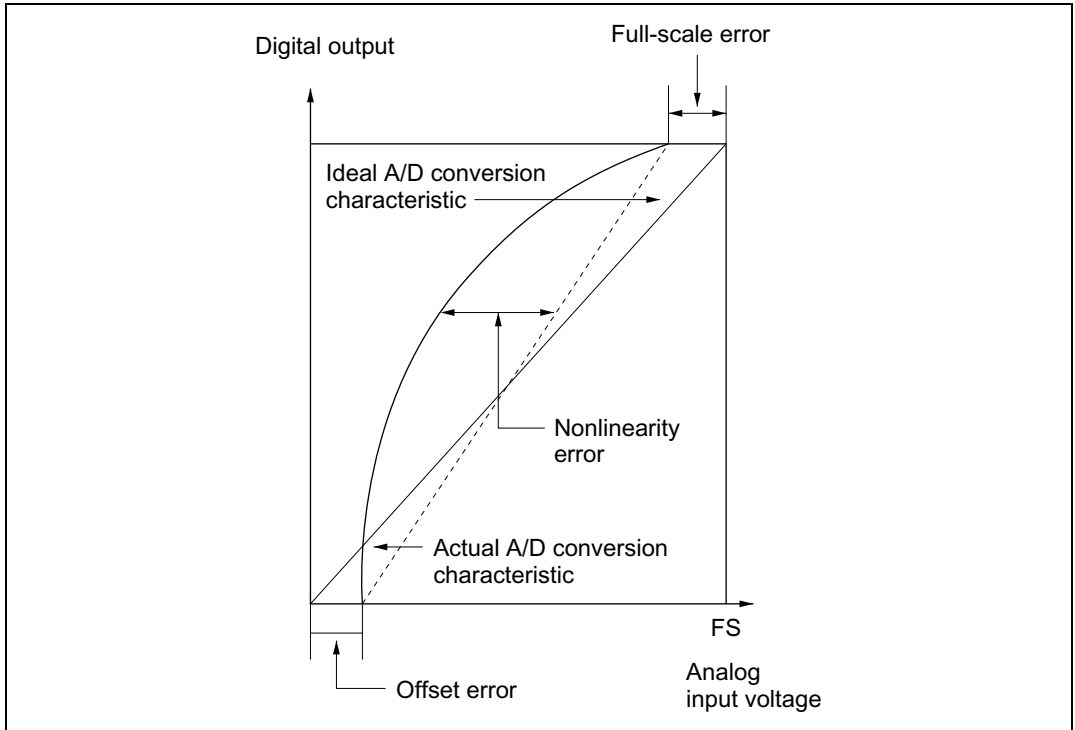 Full-scale error
Digital output
Ideal A/D conversion
characteristic
Nonlinearity
error
Actual A/D conversion
characteristic
FS
Offset error
Analog
input voltage